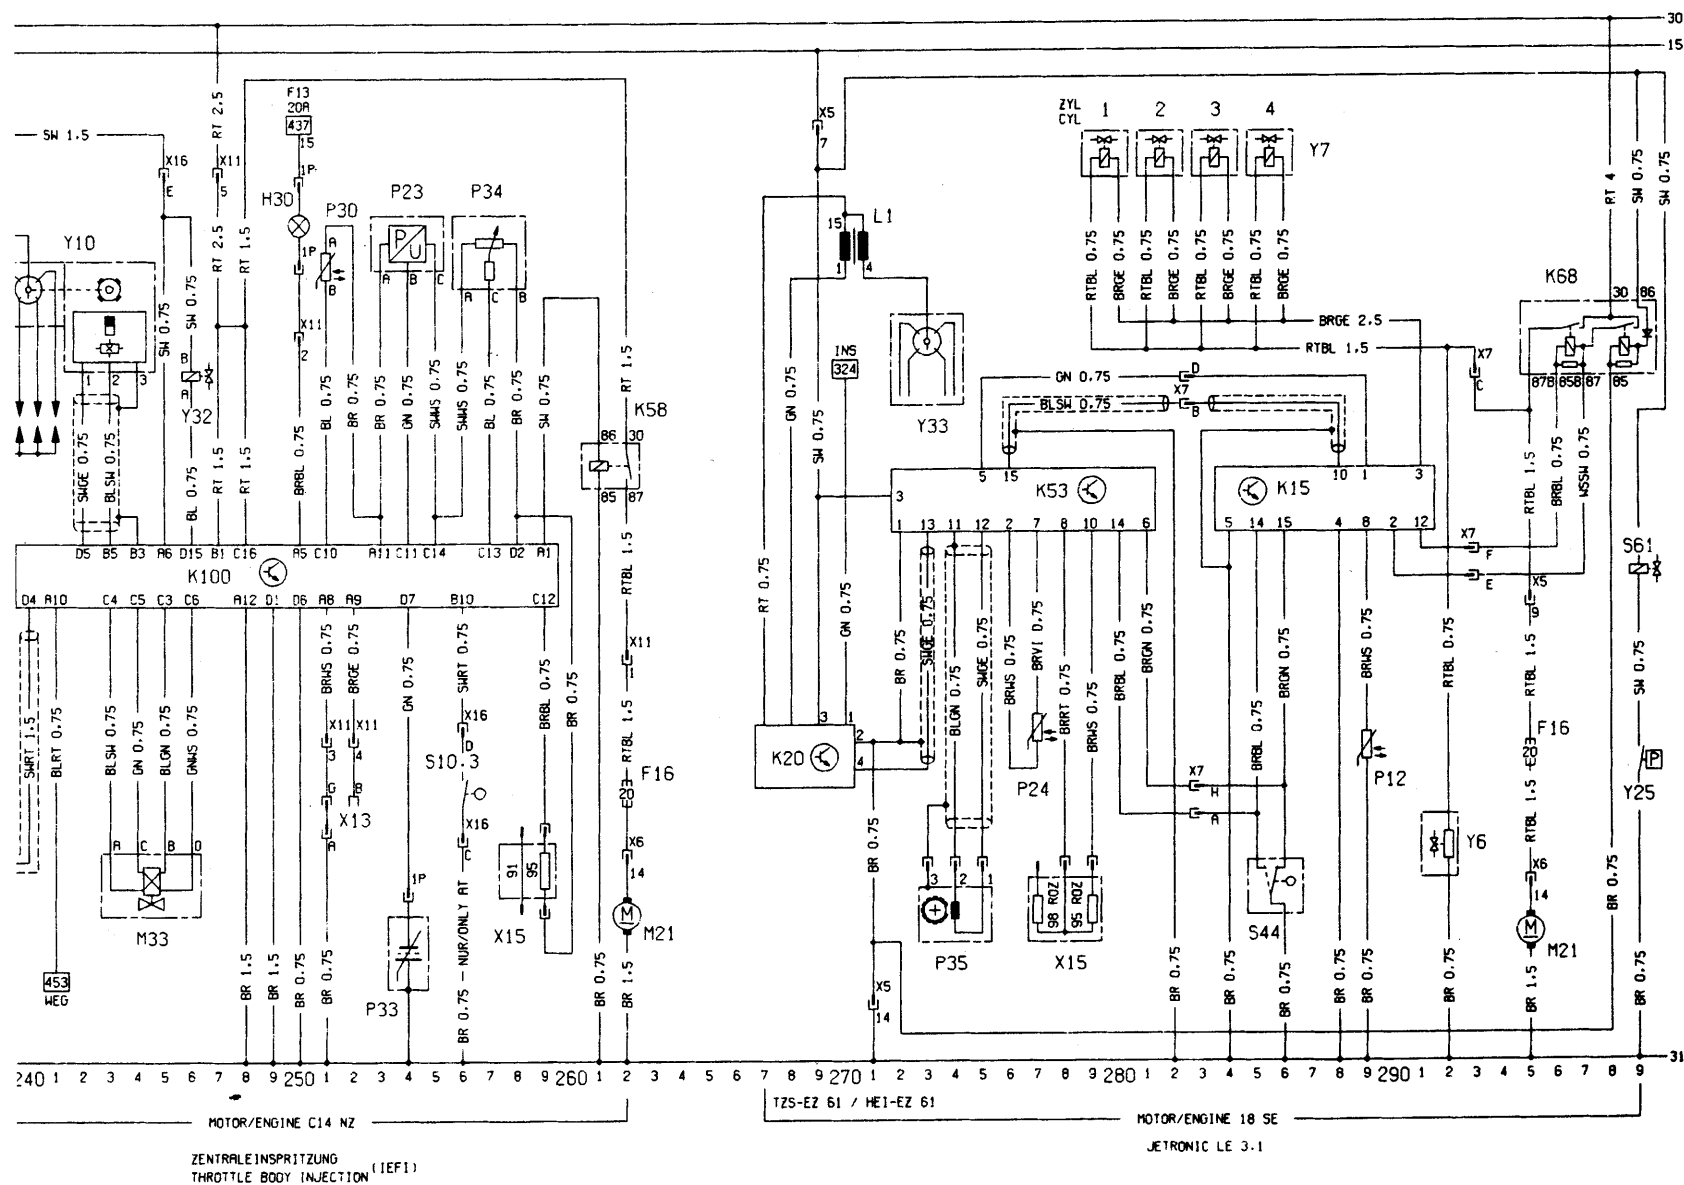 30
15
F13
20A
437
15
SW 1.5
RT 2.5
X16
E
X11
5
1P
H30
P30
P23
P34
X5
7
ZYL
CYL
1 2 3 4
Y7
RT 4
SW 0.75
SW 0.75
Y10
RT 2.5
RT 1.5
SW 0.75
SW 0.75
1P
A
B
P
U
A B C
A C B
15
L1
1 4
RTBL 0.75
BRGE 0.75
RTBL 0.75
BRGE 0.75
RTBL 0.75
BRGE 0.75
RTBL 0.75
BRGE 0.75
K68
30 86
BRGE 2.5
RTBL 1.5
X11
2
1 2 3
B
A
Y32
INS
324
Y33
GN 0.75
D
X7
BLSW 0.75
B
X7
C
87B 85B 87 85
SWGE 0.75
BLSW 0.75
BL 0.75
RT 1.5
RT 1.5
BRBL 0.75
BL 0.75
BR 0.75
BR 0.75
GN 0.75
SWWS 0.75
SWWS 0.75
BL 0.75
BR 0.75
SW 0.75
RT 1.5
K58
86 30
85 87
GN 0.75
SW 0.75
5 15
K53
3
1 13 11 12 2 7 8 10 14 6
10 1 3
K15
5 14 15 4 8 2 12
RTBL 1.5
BRBL 0.75
WSSW 0.75
X7
F
E
X5
9
S61
D5 B5 B3 A6 D15 B1 C16 A5 C10 A11 C11 C14 C13 D2 A1
K100
D4 A10 C4 C5 C3 C6 A12 D1 D6 A8 A9 D7 B10 C12
RTBL 1.5
RT 0.75
GN 0.75
SWRT 1.5
BLRT 0.75
BLSW 0.75
GN 0.75
BLGN 0.75
GNWS 0.75
BRWS 0.75
BRGE 0.75
GN 0.75
SWRT 0.75
BRBL 0.75
BR 0.75
X11
1
RTBL 1.5
BR 0.75
SWGE 0.75
BLGN 0.75
SWGE 0.75
BRWS 0.75
BRVI 0.75
BRRT 0.75
BRWS 0.75
BRBL 0.75
BRGN 0.75
BRBL 0.75
BRGN 0.75
BRWS 0.75
RTBL 0.75
RTBL 1.5
SW 0.75
X11 X11
3 4
G B
X13
A
X16
D
S10.3
X16
C
F16
20
X6
14
3 1
K20
2
4
P24
X7
H
A
P12
F16
20
P
Y25
RTBL 1.5
A C B D
M33
453
WEG
1P
P33
91 95
X15
M
M21
BR 0.75
3 2 1
P35
98 ROZ
95 ROZ
X15
S44
Y6
X6
14
M
M21
BR 0.75
BR 1.5
BR 1.5
BR 0.75
BR 0.75
BR 0.75 – NUR/ONLY AT
BR 0.75
BR 1.5
X5
14
BR 0.75
BR 0.75
BR 0.75
BR 0.75
BR 0.75
BR 0.75
BR 1.5
BR 0.75
31
240 1 2 3 4 5 6 7 8 9 250 1 2 3 4 5 6 7 8 9 260 1 2 3 4 5 6 7 8 9 270 1 2 3 4 5 6 7 8 9 280 1 2 3 4 5 6 7 8 9 290 1 2 3 4 5 6 7 8 9
TZS-EZ 61 / HEI-EZ 61
MOTOR/ENGINE C14 NZ
MOTOR/ENGINE 18 SE
JETRONIC LE 3.1
ZENTRALEINSPRITZUNG
THROTTLE BODY INJECTION (IEFI)